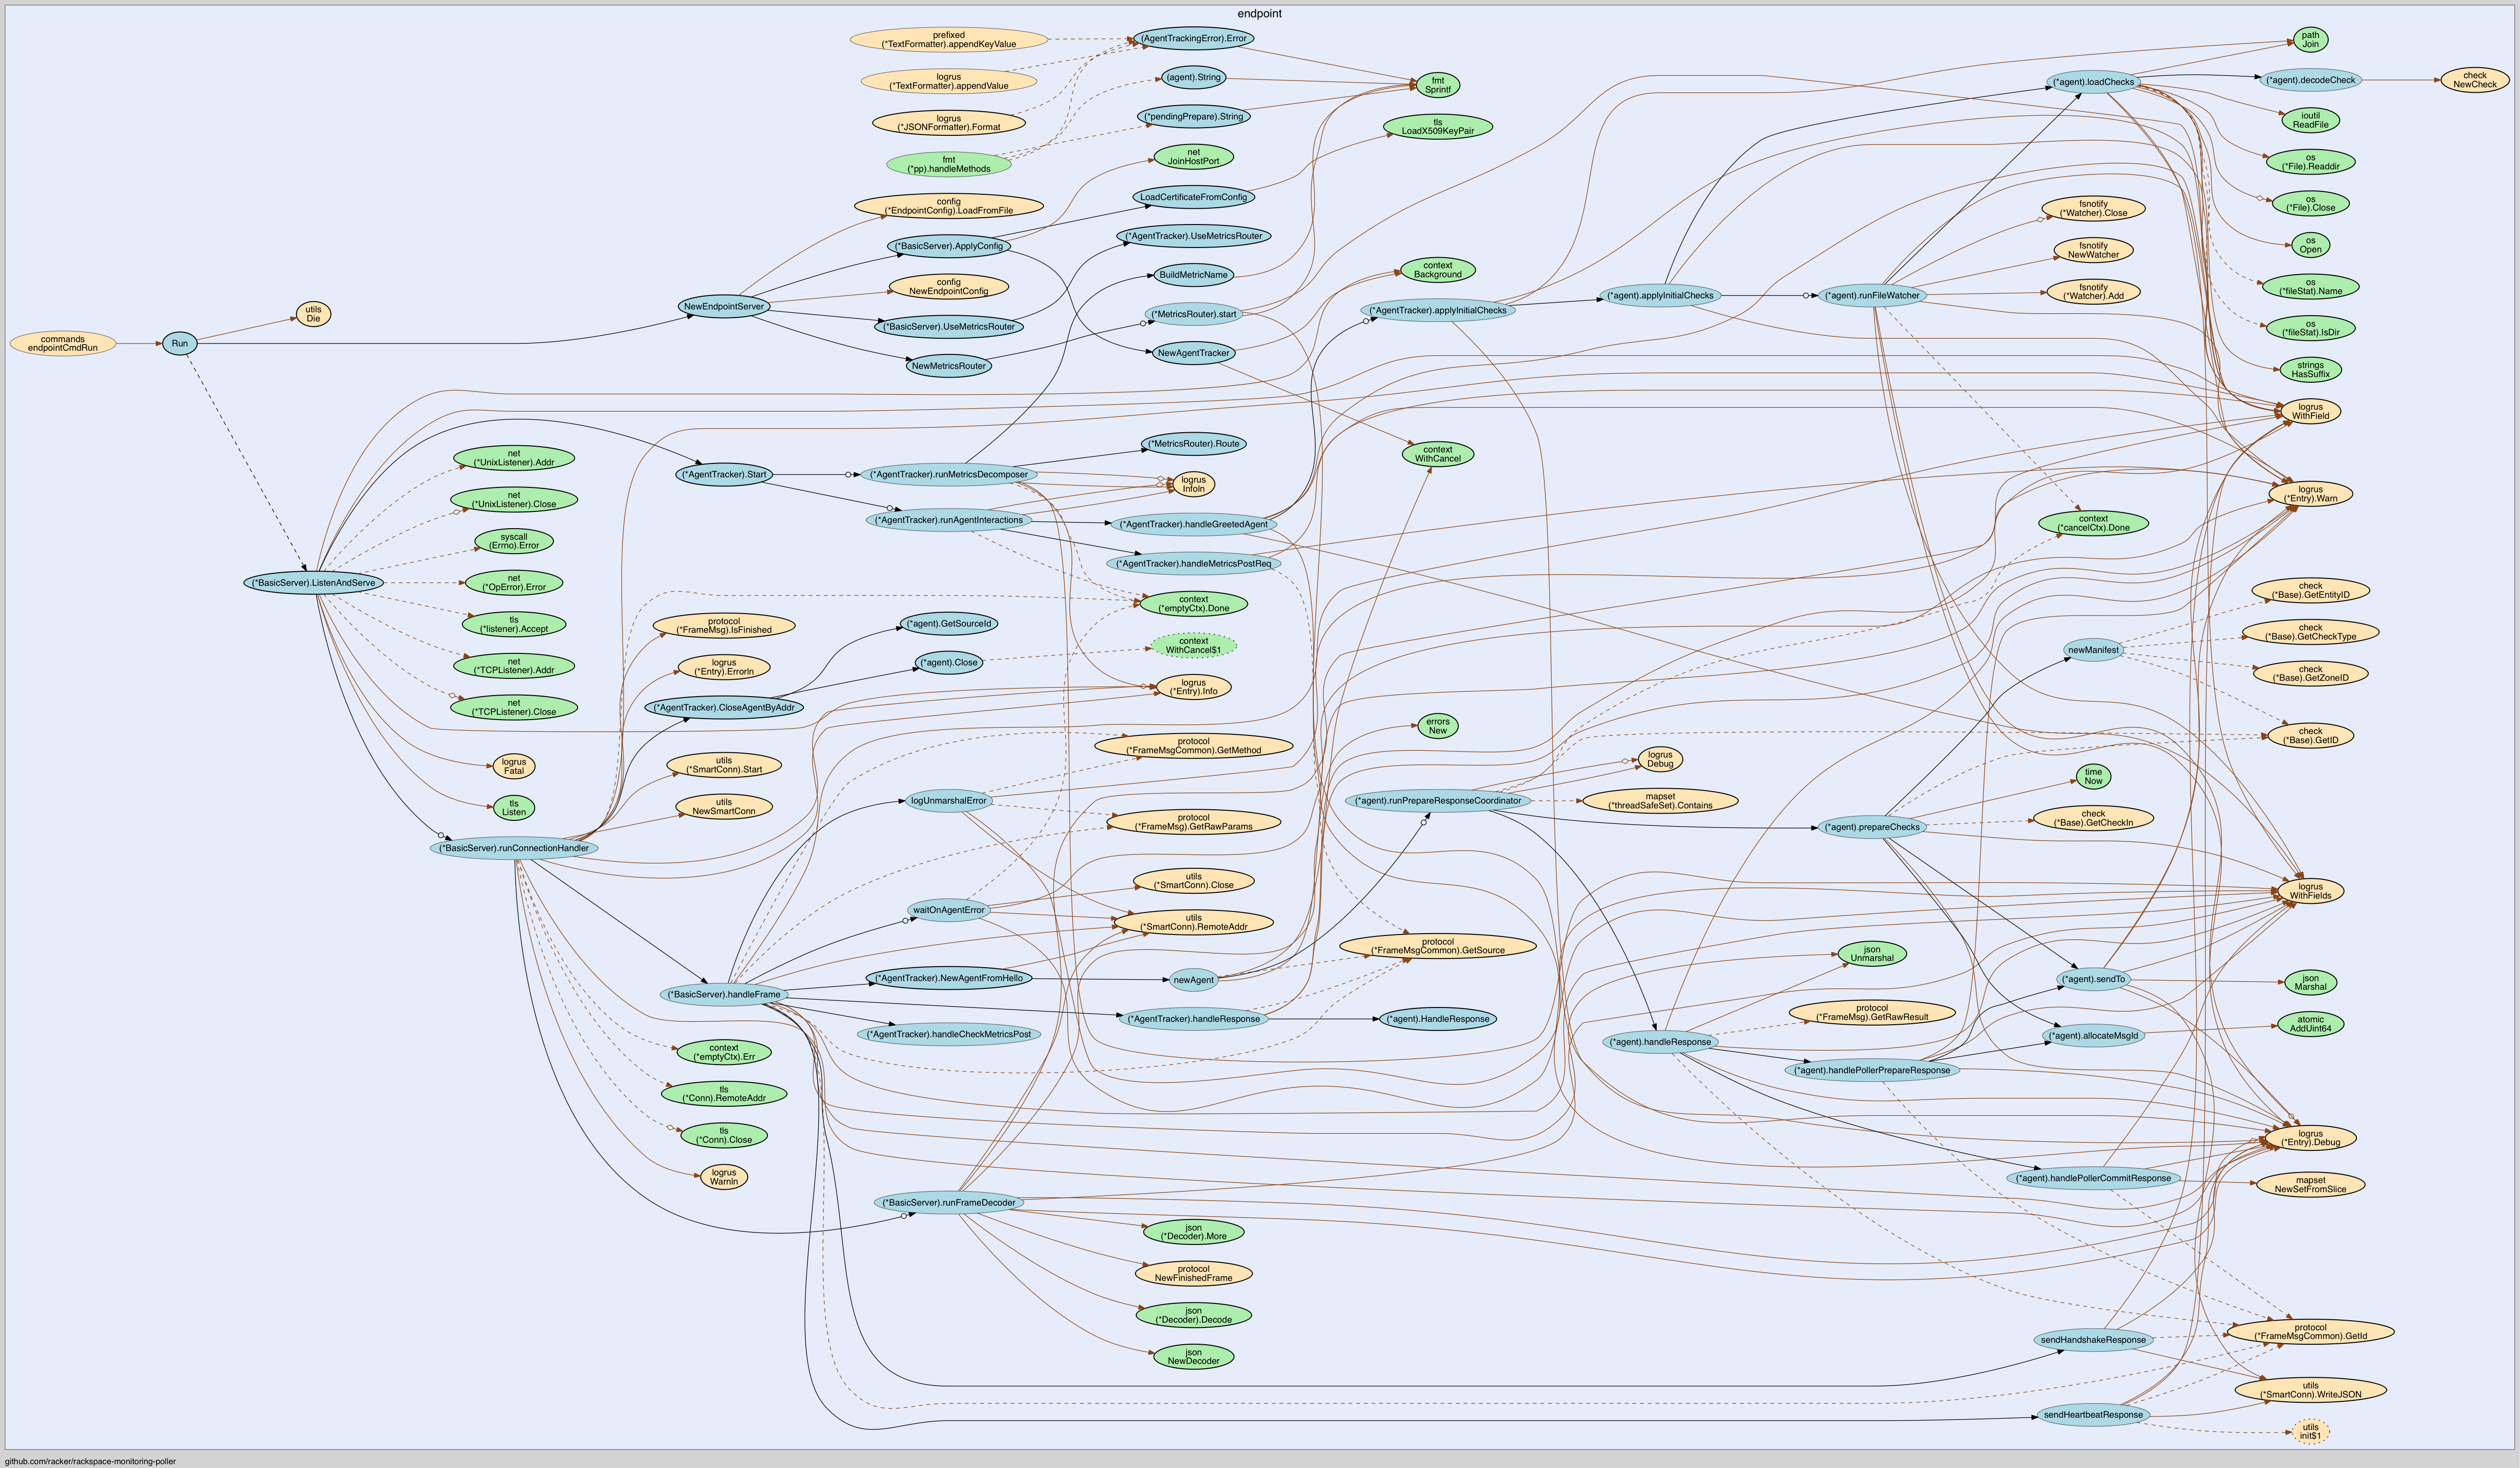 endpoint
commands
endpointCmdRun
Run
utils
Die
(*BasicServer).ListenAndServe
net
(*UnixListener).Addr
net
(*UnixListener).Close
syscall
(Errno).Error
net
(*OpError).Error
tls
(*listener).Accept
net
(*TCPListener).Addr
net
(*TCPListener).Close
logrus
Fatal
tls
Listen
(*BasicServer).runConnectionHandler
NewEndpointServer
(*AgentTracker).Start
protocol
(*FrameMsg).IsFinished
logrus
(*Entry).Errorln
(*AgentTracker).CloseAgentByAddr
utils
(*SmartConn).Start
utils
NewSmartConn
(*BasicServer).handleFrame
context
(*emptyCtx).Err
tls
(*Conn).RemoteAddr
tls
(*Conn).Close
logrus
Warnln
prefixed
(*TextFormatter).appendKeyValue
logrus
(*TextFormatter).appendValue
logrus
(*JSONFormatter).Format
fmt
(*pp).handleMethods
config
(*EndpointConfig).LoadFromFile
(*BasicServer).ApplyConfig
config
NewEndpointConfig
(*BasicServer).UseMetricsRouter
NewMetricsRouter
(*AgentTracker).runMetricsDecomposer
(*AgentTracker).runAgentInteractions
(*agent).GetSourceId
(*agent).Close
logUnmarshalError
waitOnAgentError
(*AgentTracker).NewAgentFromHello
(*AgentTracker).handleCheckMetricsPost
(*BasicServer).runFrameDecoder
(AgentTrackingError).Error
(agent).String
(*pendingPrepare).String
net
JoinHostPort
LoadCertificateFromConfig
(*AgentTracker).UseMetricsRouter
BuildMetricName
(*MetricsRouter).start
NewAgentTracker
(*MetricsRouter).Route
logrus
Infoln
(*AgentTracker).handleGreetedAgent
(*AgentTracker).handleMetricsPostReq
context
(*emptyCtx).Done
context
WithCancel$1
logrus
(*Entry).Info
protocol
(*FrameMsgCommon).GetMethod
protocol
(*FrameMsg).GetRawParams
utils
(*SmartConn).Close
utils
(*SmartConn).RemoteAddr
newAgent
(*AgentTracker).handleResponse
json
(*Decoder).More
protocol
NewFinishedFrame
json
(*Decoder).Decode
json
NewDecoder
fmt
Sprintf
tls
LoadX509KeyPair
context
Background
(*AgentTracker).applyInitialChecks
context
WithCancel
errors
New
(*agent).runPrepareResponseCoordinator
protocol
(*FrameMsgCommon).GetSource
(*agent).HandleResponse
(*agent).applyInitialChecks
logrus
Debug
mapset
(*threadSafeSet).Contains
(*agent).handleResponse
(*agent).runFileWatcher
(*agent).prepareChecks
json
Unmarshal
protocol
(*FrameMsg).GetRawResult
(*agent).handlePollerPrepareResponse
(*agent).loadChecks
fsnotify
(*Watcher).Close
fsnotify
NewWatcher
fsnotify
(*Watcher).Add
context
(*cancelCtx).Done
newManifest
time
Now
check
(*Base).GetCheckIn
(*agent).sendTo
(*agent).allocateMsgId
(*agent).handlePollerCommitResponse
sendHandshakeResponse
sendHeartbeatResponse
path
Join
(*agent).decodeCheck
ioutil
ReadFile
os
(*File).Readdir
os
(*File).Close
os
Open
os
(*fileStat).Name
os
(*fileStat).IsDir
strings
HasSuffix
logrus
WithField
logrus
(*Entry).Warn
check
(*Base).GetEntityID
check
(*Base).GetCheckType
check
(*Base).GetZoneID
check
(*Base).GetID
logrus
WithFields
json
Marshal
atomic
AddUint64
logrus
(*Entry).Debug
mapset
NewSetFromSlice
protocol
(*FrameMsgCommon).GetId
utils
(*SmartConn).WriteJSON
utils
init$1
check
NewCheck
github.com/racker/rackspace-monitoring-poller